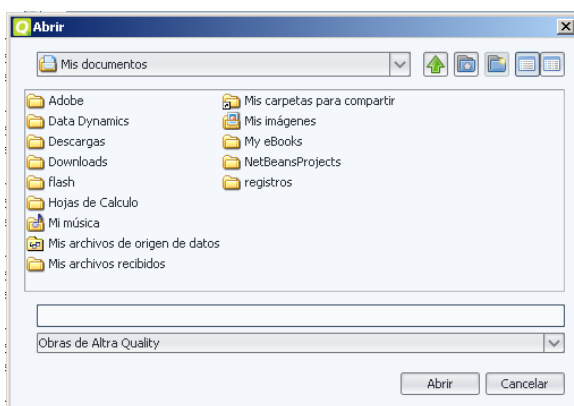 Abrir
Mis documentos
Adobe
Data Dynamics
Descargas
Downloads
flash
Hojas de Calculo
Mi música
Mis archivos de origen de datos
Mis archivos recibidos
Mis carpetas para compartir
Mis imágenes
My eBooks
NetBeansProjects
registros
Obras de Altra Quality
Abrir
Cancelar